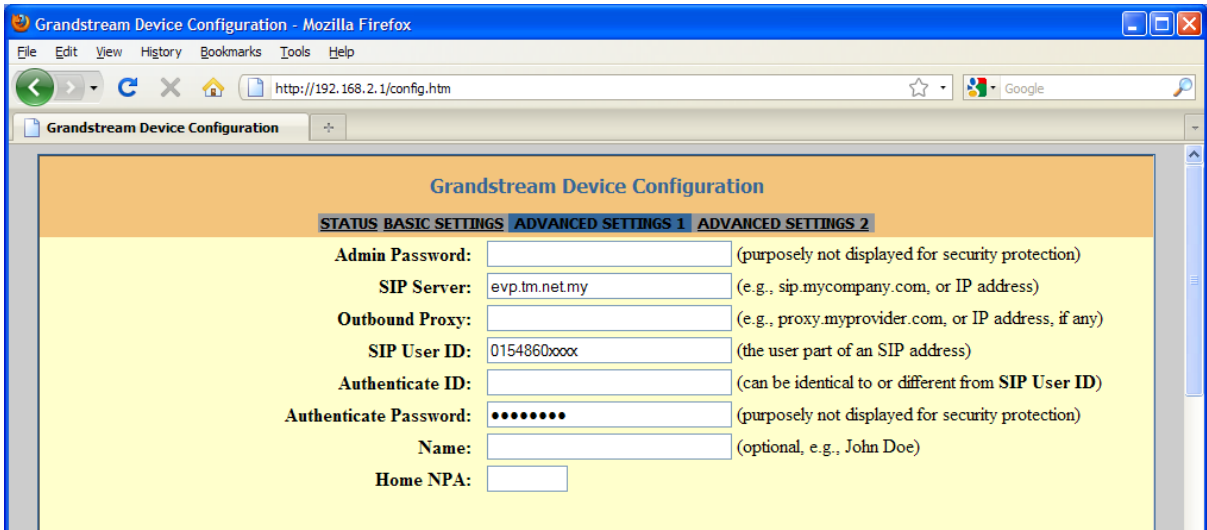 Grandstream Device Configuration - Mozilla Firefox
File Edit View History Bookmarks Tools Help
http://192.168.2.1/config.htm Google
Grandstream Device Configuration
Grandstream Device Configuration
STATUS BASIC SETTINGS ADVANCED SETTINGS 1 ADVANCED SETTINGS 2
Admin Password: (purposely not displayed for security protection)
SIP Server: evp.tm.net.my (e.g., sip.mycompany.com, or IP address)
Outbound Proxy: (e.g., proxy.myprovider.com, or IP address, if any)
SIP User ID: 0154860xxxx (the user part of an SIP address)
Authenticate ID: (can be identical to or different from SIP User ID)
Authenticate Password: •••••••• (purposely not displayed for security protection)
Name: (optional, e.g., John Doe)
Home NPA: